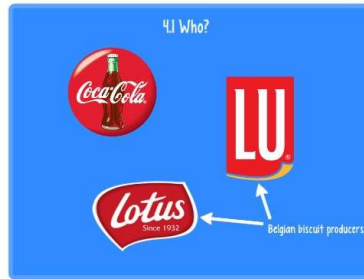 4.1 Who?
Coca-Cola
LU
Lotus
Since 1932
Belgian biscuit producers